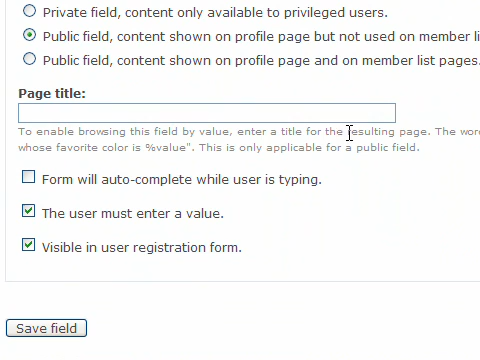 Private field, content only available to privileged users.
Public field, content shown on profile page but not used on member li
Public field, content shown on profile page and on member list pages.
Page title:
To enable browsing this field by value, enter a title for the resulting page. The wor
whose favorite color is %value". This is only applicable for a public field.
Form will auto-complete while user is typing.
The user must enter a value.
Visible in user registration form.
Save field